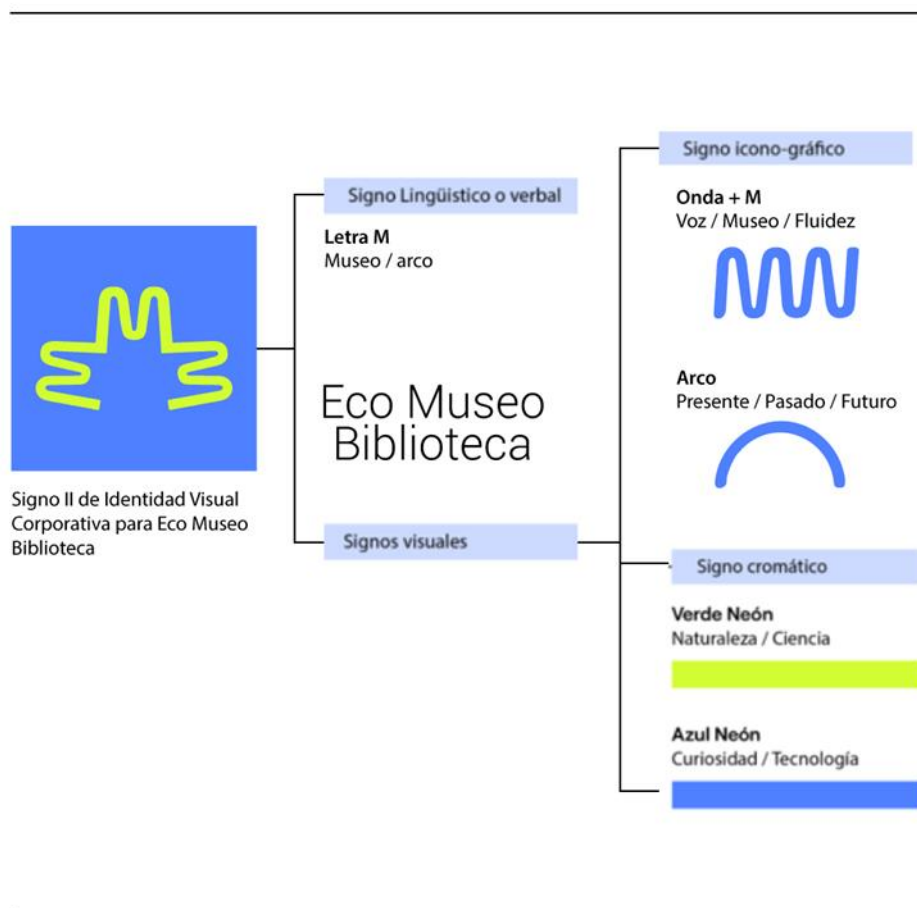 Signo II de Identidad Visual
Corporativa para Eco Museo
Biblioteca
Signo Lingüistico o verbal
Letra M
Museo / arco
Eco Museo
Biblioteca
Signos visuales
Signo icono-gráfico
Onda + M
Voz / Museo / Fluidez
Arco
Presente / Pasado / Futuro
Signo cromático
Verde Neón
Naturaleza / Ciencia
Azul Neón
Curiosidad / Tecnología